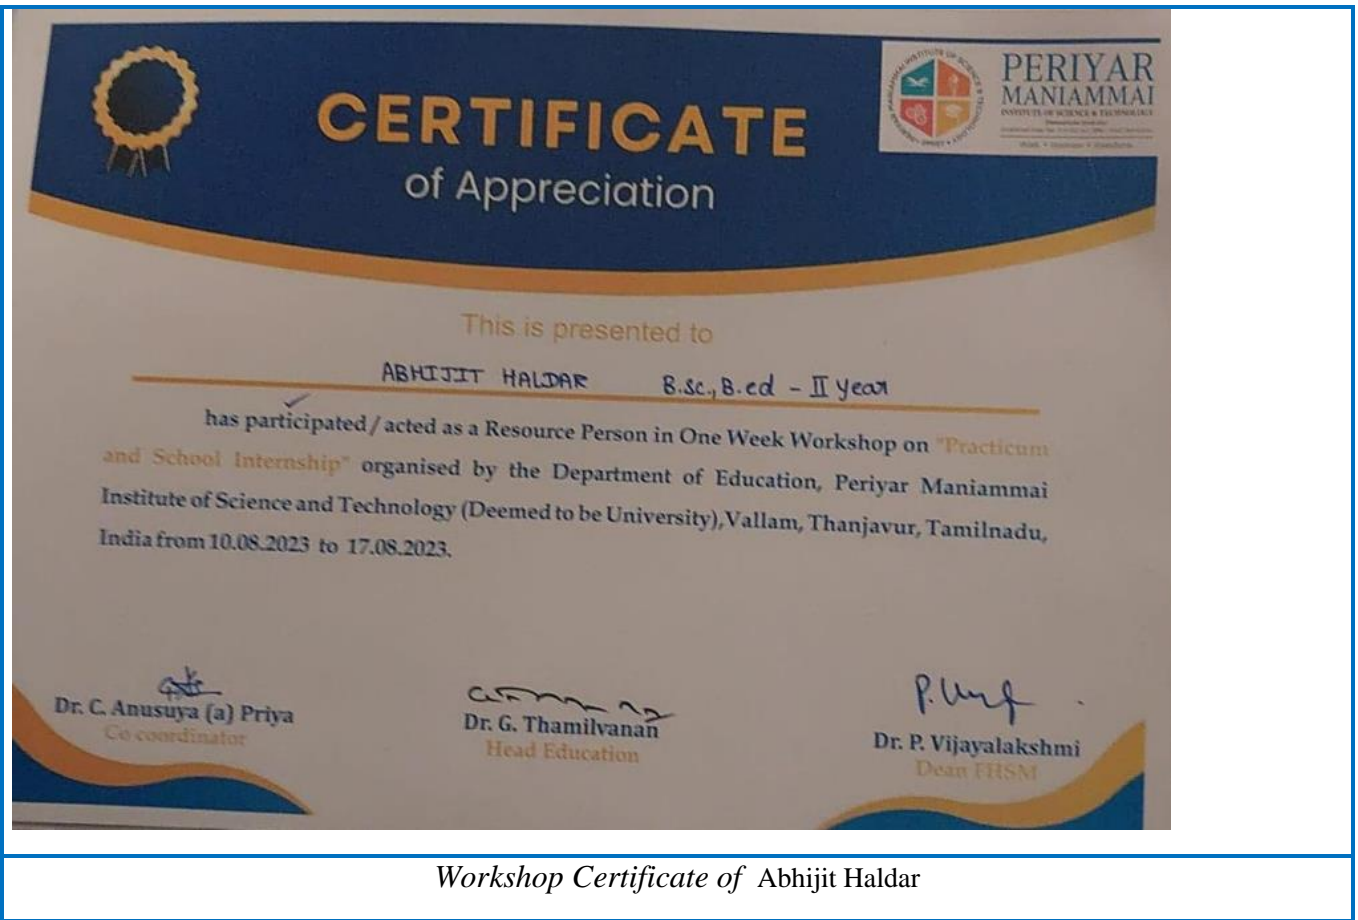 CERTIFICATE
of Appreciation
PERIYAR
MANIAMMAI
INSTITUTE OF SCIENCE & TECHNOLOGY
This is presented to
ABHIJIT HALDAR B.sc., B.ed - II Year
has participated / acted as a Resource Person in One Week Workshop on "Practicum
and School Internship" organised by the Department of Education, Periyar Maniammai
Institute of Science and Technology (Deemed to be University), Vallam, Thanjavur, Tamilnadu,
India from 10.08.2023 to 17.08.2023.
Dr. C. Anusuya (a) Priya
Co coordinator
Dr. G. Thamilvanan
Head Education
Dr. P. Vijayalakshmi
Dean FHSM
Workshop Certificate of Abhijit Haldar